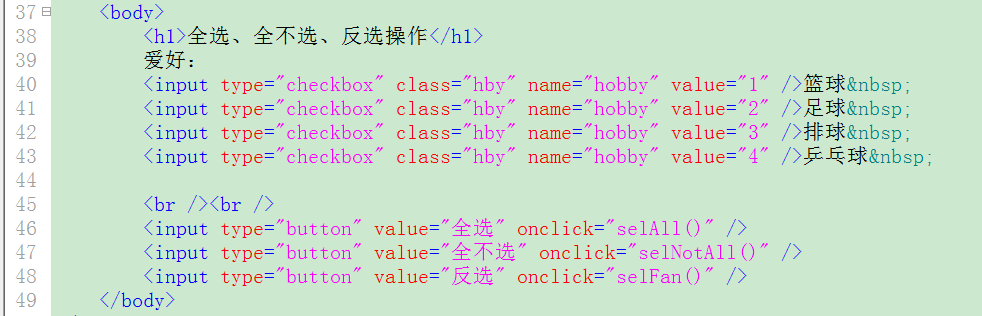 37 <body>
38 <h1>全选、全不选、反选操作</h1>
39 爱好：
40 <input type="checkbox" class="hby" name="hobby" value="1" />篮球&nbsp;
41 <input type="checkbox" class="hby" name="hobby" value="2" />足球&nbsp;
42 <input type="checkbox" class="hby" name="hobby" value="3" />排球&nbsp;
43 <input type="checkbox" class="hby" name="hobby" value="4" />乒乓球&nbsp;
44
45 <br /><br />
46 <input type="button" value="全选" onclick="selAll()" />
47 <input type="button" value="全不选" onclick="selNotAll()" />
48 <input type="button" value="反选" onclick="selFan()" />
49 </body>